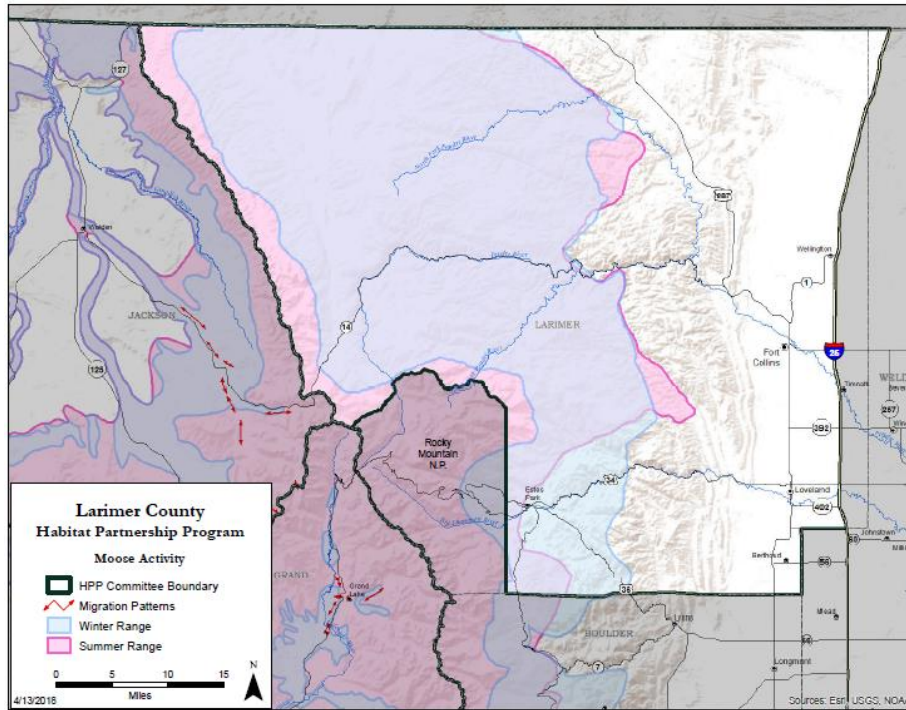 127
Walden
JACKSON
125
14
LARIMER
Wellington
1
Fort
Collins
25
Timnath
WELD
257
392
Rocky
Mountain
N.P.
Estes
Park
34
Loveland
402
Johnstown
60
Berthoud
56
GRAND
Grand
Lake
36
Lyons
BOULDER
Mead
66
7
Longmont
Larimer County
Habitat Partnership Program
Moose Activity
HPP Committee Boundary
Migration Patterns
Winter Range
Summer Range
0 5 10 15
Miles
N
4/13/2016
Sources: Esri, USGS, NOAA